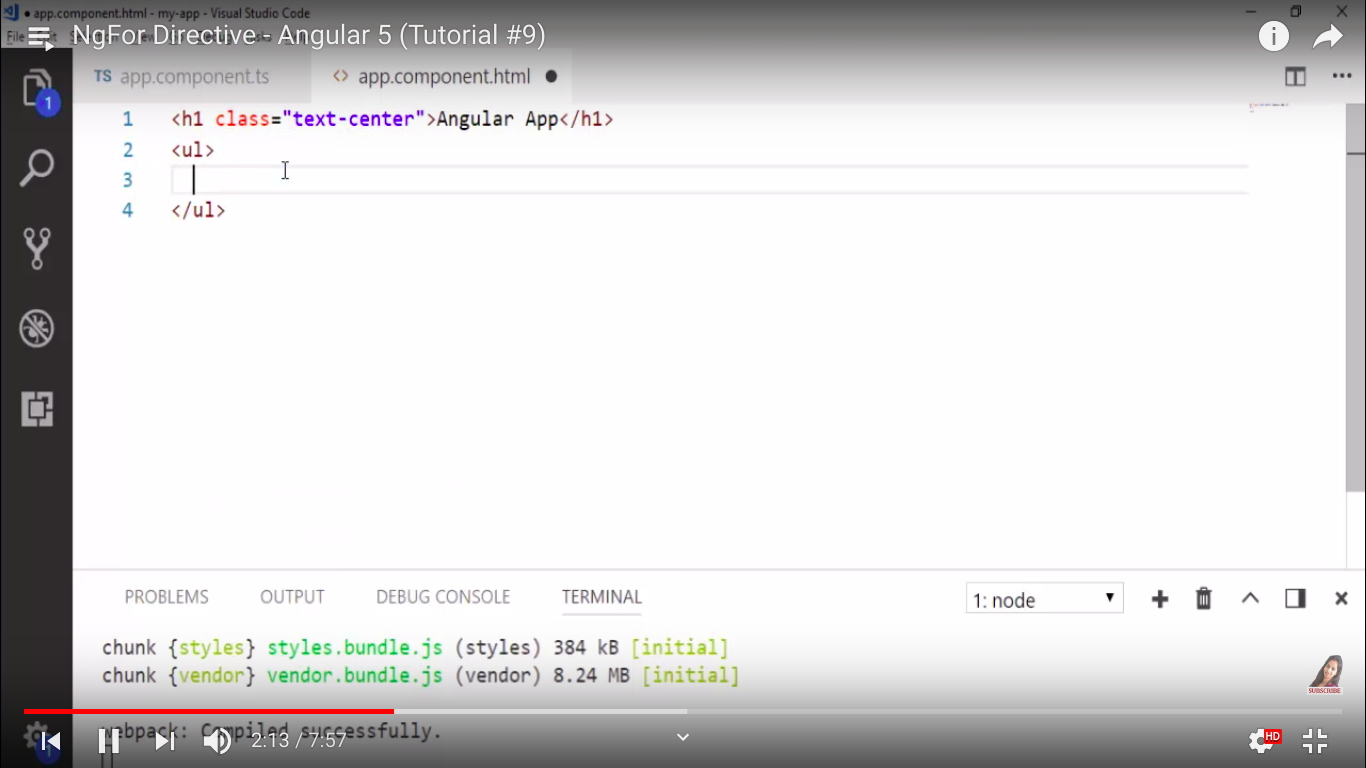 app.component.html - my-app - Visual Studio Code
File
NgFor Directive - Angular 5 (Tutorial #9)
i
1
TS app.component.ts
<> app.component.html
1 <h1 class="text-center">Angular App</h1>
2 <ul>
3
4 </ul>
PROBLEMS OUTPUT DEBUG CONSOLE TERMINAL 1: node
chunk {styles} styles.bundle.js (styles) 384 kB [initial]
chunk {vendor} vendor.bundle.js (vendor) 8.24 MB [initial]
SUBSCRIBE
webpack: Compiled successfully.
1
2:13 / 7:57
HD